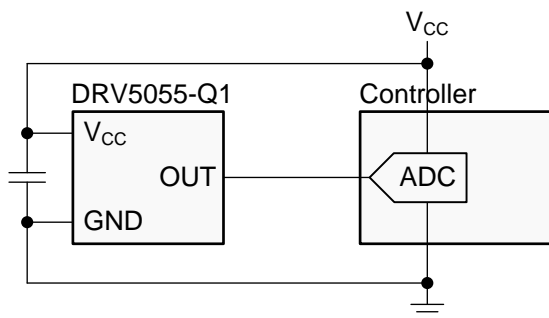 VCC
DRV5055-Q1
Controller
VCC
OUT
ADC
GND